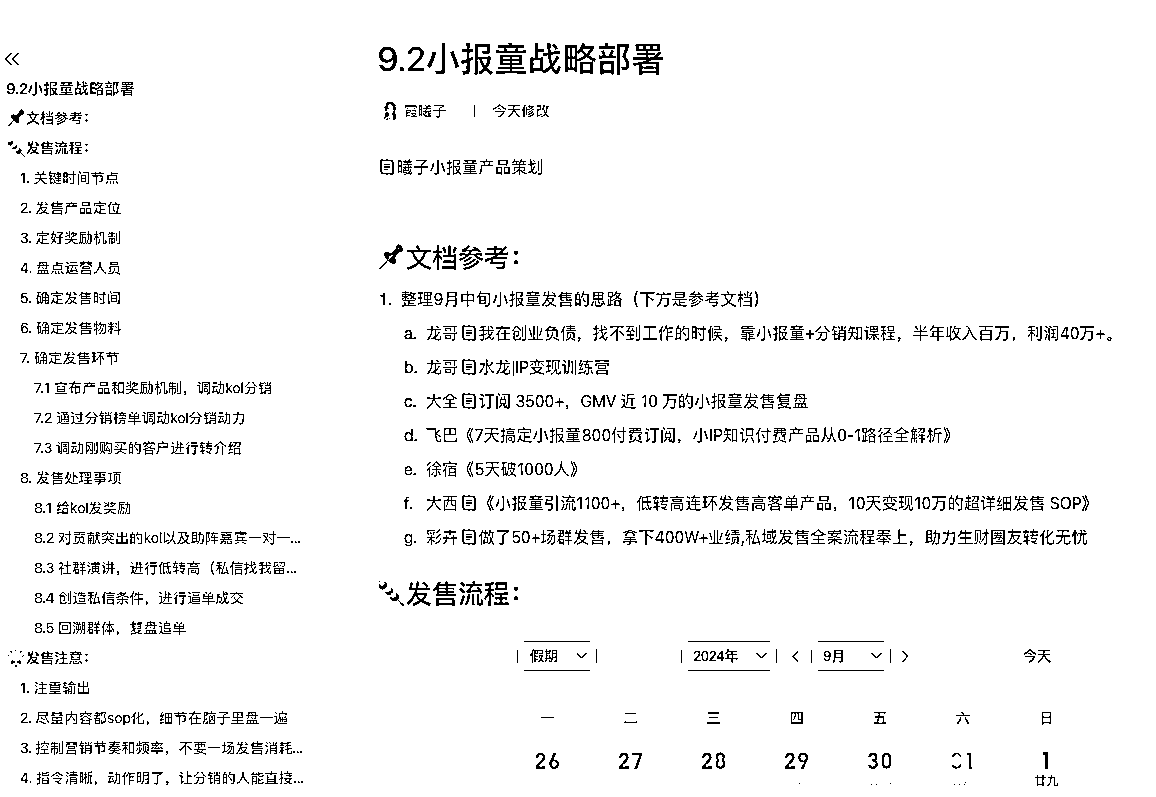 9.2小报童战略部署
文档参考：
发售流程：
1. 关键时间节点
2. 发售产品定位
3. 定好奖励机制
4. 盘点运营人员
5. 确定发售时间
6. 确定发售物料
7. 确定发售环节
7.1 宣布产品和奖励机制，调动kol分销
7.2 通过分销榜单调动kol分销动力
7.3 调动刚购买的客户进行转介绍
8. 发售处理事项
8.1 给kol发奖励
8.2 对贡献突出的kol以及助阵嘉宾一对一...
8.3 社群演讲，进行低转高（私信找我留...
8.4 创造私信条件，进行逼单成交
8.5 回溯群体，复盘追单
发售注意：
1. 注重输出
2. 尽量内容都sop化，细节在脑子里盘一遍
3. 控制营销节奏和频率，不要一场发售消耗...
4. 指令清晰，动作明了，让分销的人能直接...
9.2小报童战略部署
霞曦子 | 今天修改
曦子小报童产品策划
文档参考：
1. 整理9月中旬小报童发售的思路（下方是参考文档）
a. 龙哥 我在创业负债，找不到工作的时候，靠小报童+分销知课程，半年收入百万，利润40万+。
b. 龙哥 水龙|IP变现训练营
c. 大全 订阅 3500+，GMV 近 10 万的小报童发售复盘
d. 飞巴《7天搞定小报童800付费订阅，小IP知识付费产品从0-1路径全解析》
e. 徐宿《5天破1000人》
f. 大西 《小报童引流1100+，低转高连环发售高客单产品，10天变现10万的超详细发售 SOP》
g. 彩卉 做了50+场群发售，拿下400W+业绩,私域发售全案流程奉上，助力生财圈友转化无忧
发售流程：
假期 2024年 9月 今天
一 二 三 四 五 六 日
26 27 28 29 30 31 1
廿九